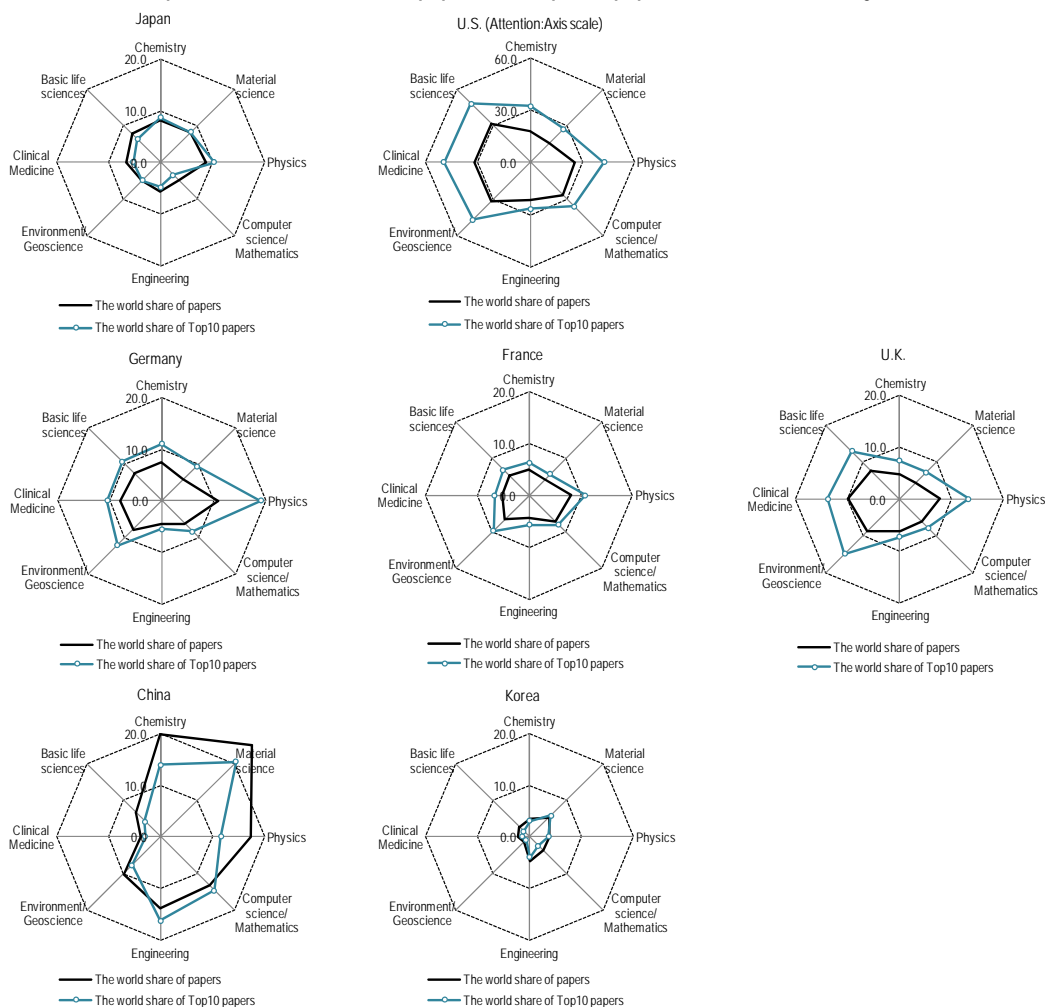 Japan
Chemistry
20.0
Basic life
sciences
Material
science
10.0
Clinical
Medicine
0.0
Physics
Environment/
Geoscience
Computer
science/
Mathematics
Engineering
The world share of papers
The world share of Top10 papers
U.S. (Attention:Axis scale)
Chemistry
60.0
Basic life
sciences
Material
science
30.0
Clinical
Medicine
0.0
Physics
Environment/
Geoscience
Computer
science/
Mathematics
Engineering
The world share of papers
The world share of Top10 papers
Germany
Chemistry
20.0
Basic life
sciences
Material
science
10.0
Clinical
Medicine
0.0
Physics
Environment/
Geoscience
Computer
science/
Mathematics
Engineering
The world share of papers
The world share of Top10 papers
France
Chemistry
20.0
Basic life
sciences
Material
science
10.0
Clinical
Medicine
0.0
Physics
Environment/
Geoscience
Computer
science/
Mathematics
Engineering
The world share of papers
The world share of Top10 papers
U.K.
Chemistry
20.0
Basic life
sciences
Material
science
10.0
Clinical
Medicine
0.0
Physics
Environment/
Geoscience
Computer
science/
Mathematics
Engineering
The world share of papers
The world share of Top10 papers
China
Chemistry
20.0
Basic life
sciences
Material
science
10.0
Clinical
Medicine
0.0
Physics
Environment/
Geoscience
Computer
science/
Mathematics
Engineering
The world share of papers
The world share of Top10 papers
Korea
Chemistry
20.0
Basic life
sciences
Material
science
10.0
Clinical
Medicine
0.0
Physics
Environment/
Geoscience
Computer
science/
Mathematics
Engineering
The world share of papers
The world share of Top10 papers